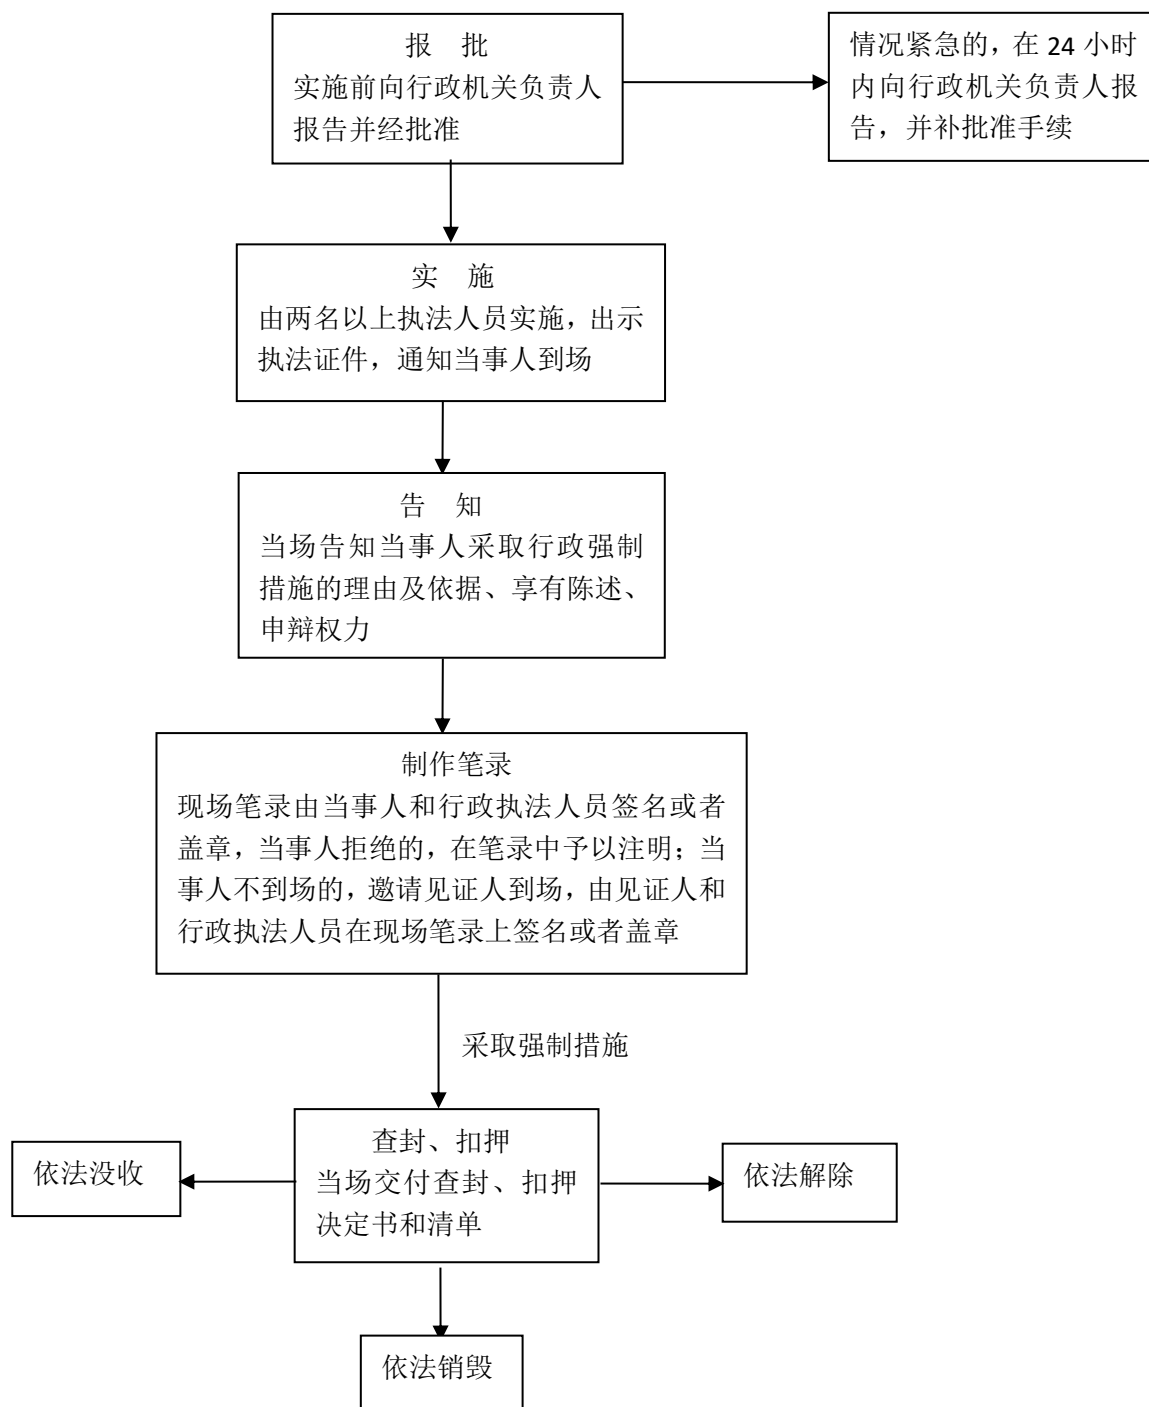 报 批
实施前向行政机关负责人
报告并经批准
情况紧急的，在 24 小时
内向行政机关负责人报
告，并补批准手续
实 施
由两名以上执法人员实施，出示
执法证件，通知当事人到场
告 知
当场告知当事人采取行政强制
措施的理由及依据、享有陈述、
申辩权力
制作笔录
现场笔录由当事人和行政执法人员签名或者
盖章，当事人拒绝的，在笔录中予以注明；当
事人不到场的，邀请见证人到场，由见证人和
行政执法人员在现场笔录上签名或者盖章
采取强制措施
查封、扣押
当场交付查封、扣押
决定书和清单
依法没收
依法解除
依法销毁